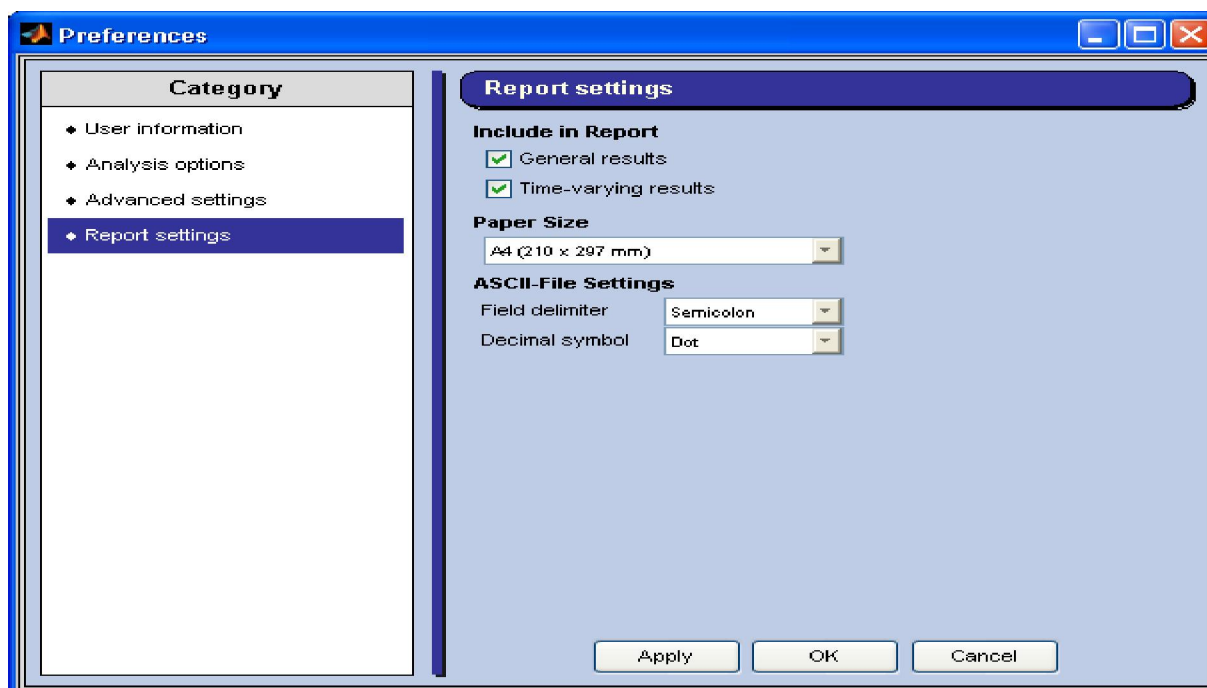 Preferences
Category
User information
Analysis options
Advanced settings
Report settings
Report settings
Include in Report
General results
Time-varying results
Paper Size
A4 (210 x 297 mm)
ASCII-File Settings
Field delimiter Semicolon
Decimal symbol Dot
Apply OK Cancel